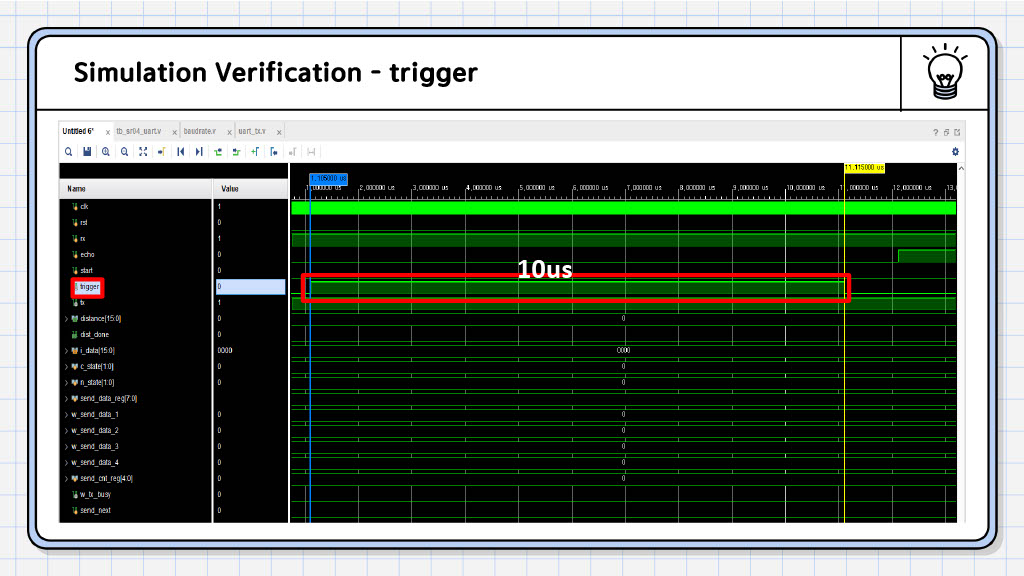 Simulation Verification - trigger
Untitled 6* x tb_sr04_uart.v x baudrate.v x uart_tx.v x
?
11,115000 us
1,105000 us
Name Value
1,000000 us 2,000000 us 3,000000 us 4,000000 us 5,000000 us 6,000000 us 7,000000 us 8,000000 us 9,000000 us 10,000000 us 11,000000 us 12,000000 us 13,
clk 1
rst 0
rx 1
echo 0
start 0
10us
trigger 0
tx 1
distance[15:0] 0 0
dist_done 0
i_data[15:0] 0000 0000
c_state[1:0] 0 0
n_state[1:0] 0 0
send_data_reg[7:0]
w_send_data_1 0 0
w_send_data_2 0 0
w_send_data_3 0 0
w_send_data_4 0 0
send_cnt_reg[4:0] 0 0
w_tx_busy 0
send_next 0